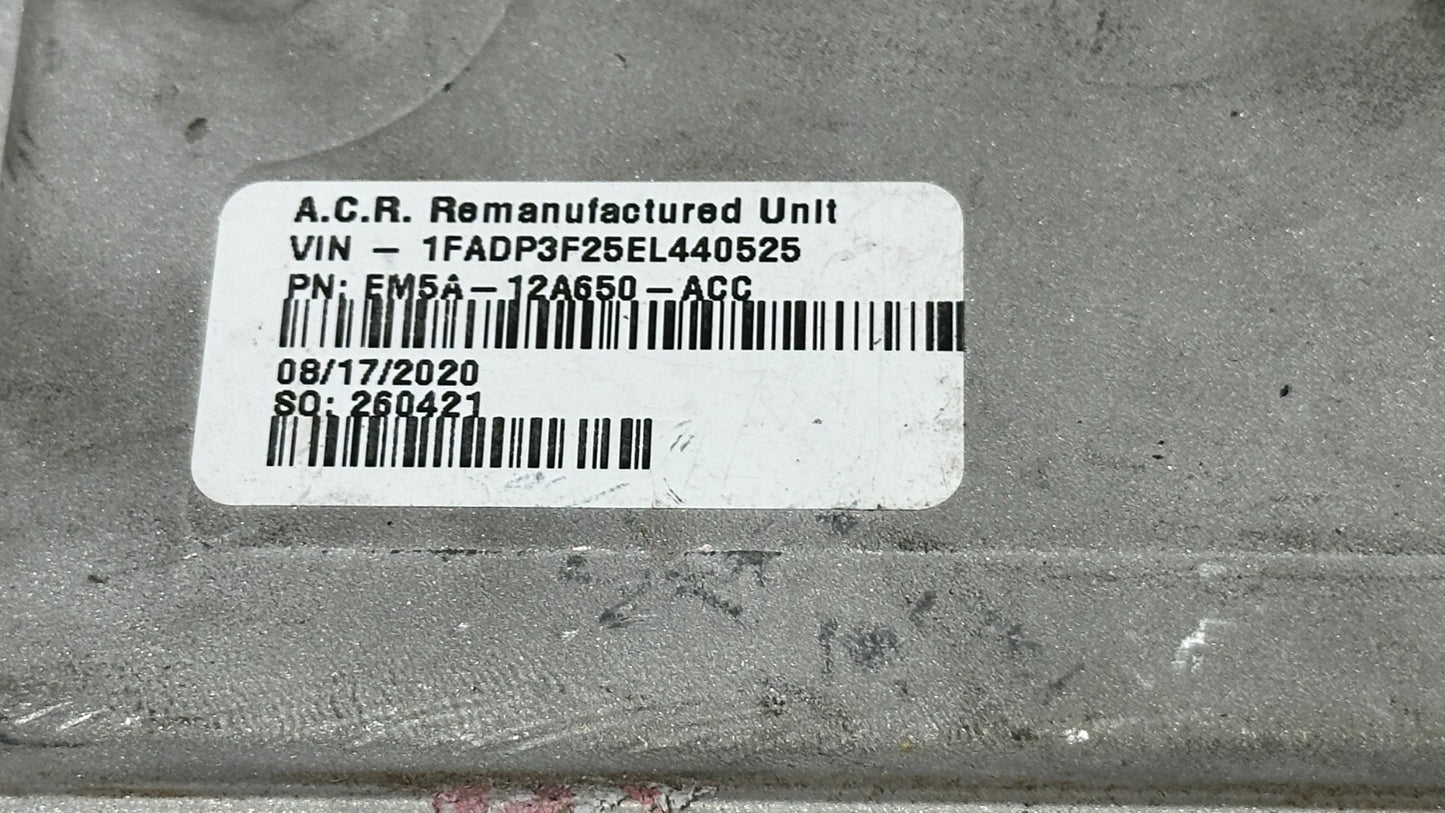 A.C.R. Remanufactured Unit
VIN – 1FADP3F25EL440525
PN: EM5A–12A650–ACC
08/17/2020
SO: 260421